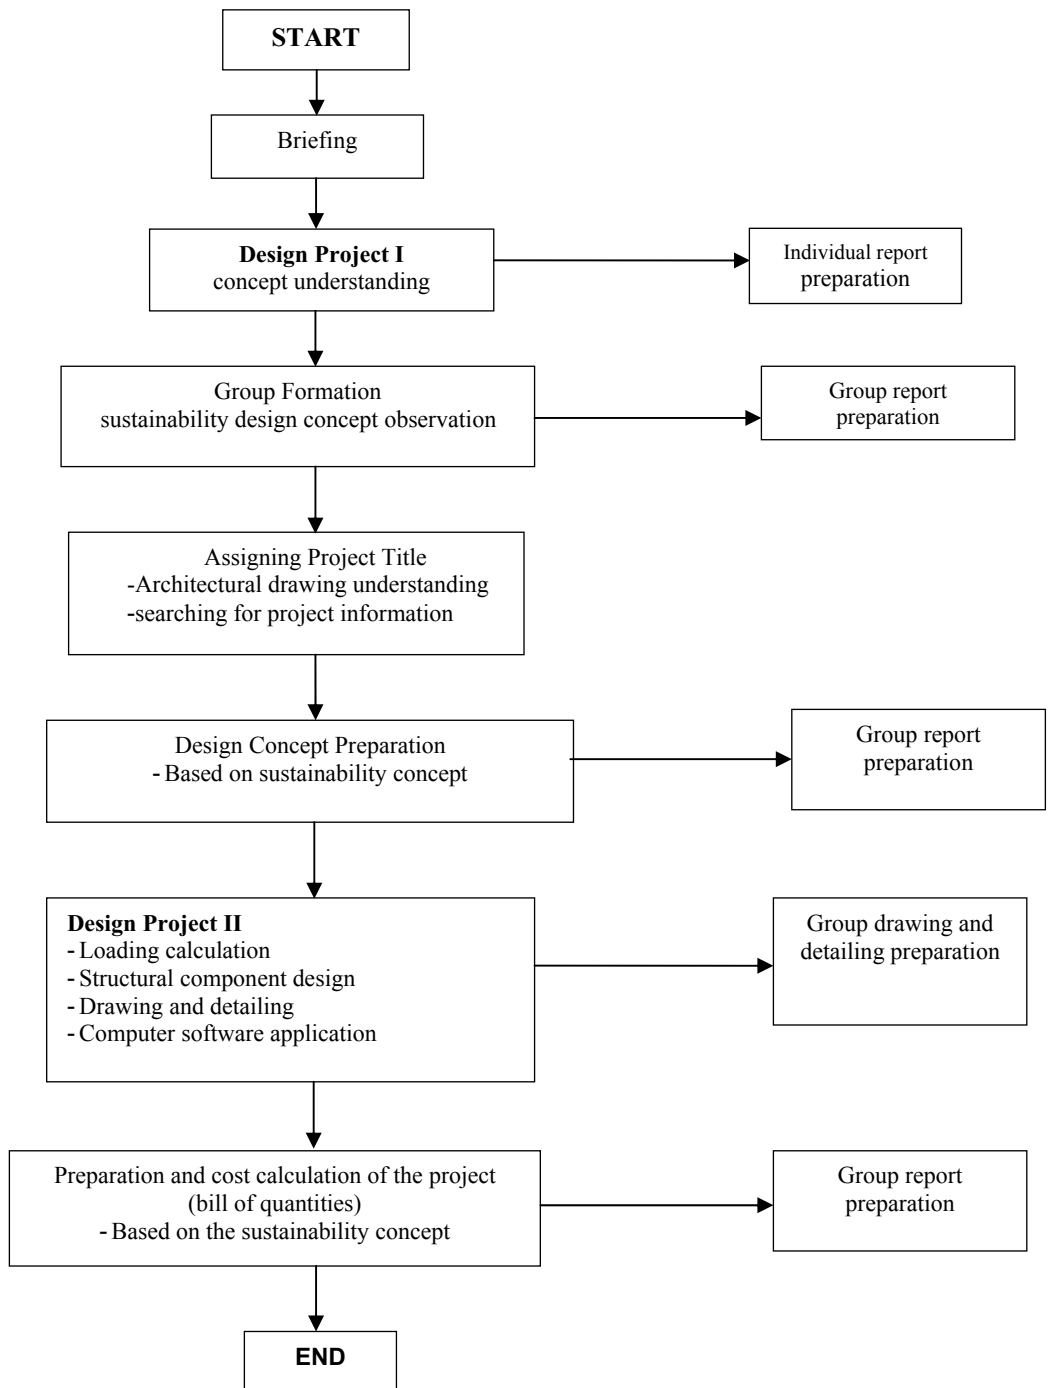 START
Briefing
Design Project I
concept understanding
Individual report
preparation
Group Formation
sustainability design concept observation
Group report
preparation
Assigning Project Title
-Architectural drawing understanding
-searching for project information
Design Concept Preparation
- Based on sustainability concept
Group report
preparation
Design Project II
- Loading calculation
- Structural component design
- Drawing and detailing
- Computer software application
Group drawing and
detailing preparation
Preparation and cost calculation of the project
(bill of quantities)
- Based on the sustainability concept
Group report
preparation
END